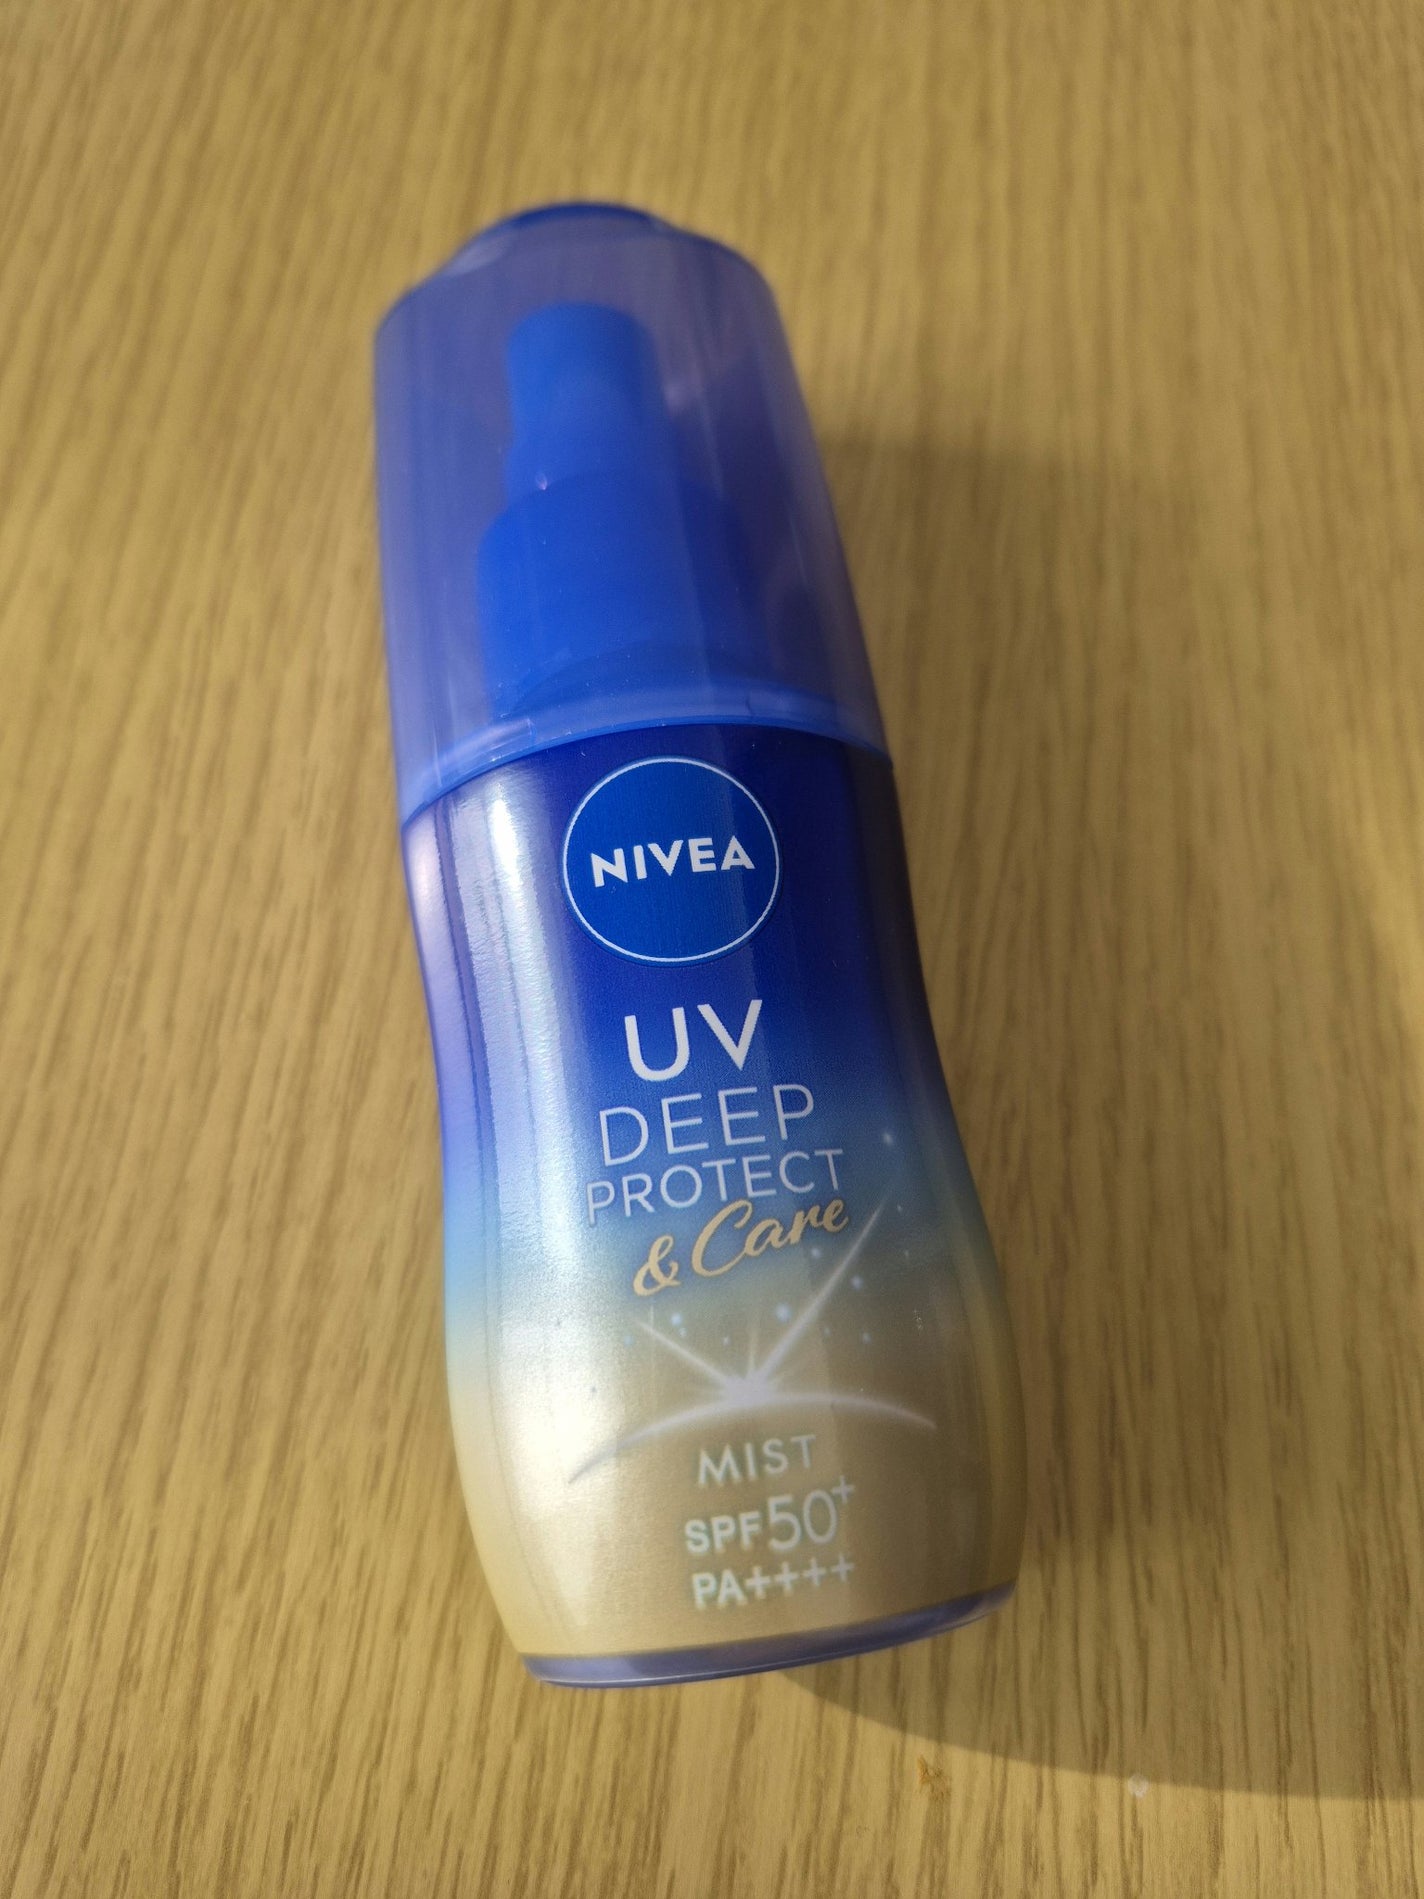 NIVEA
UV
DEEP
PROTECT
& Care
MIST
SPF50+
PA++++